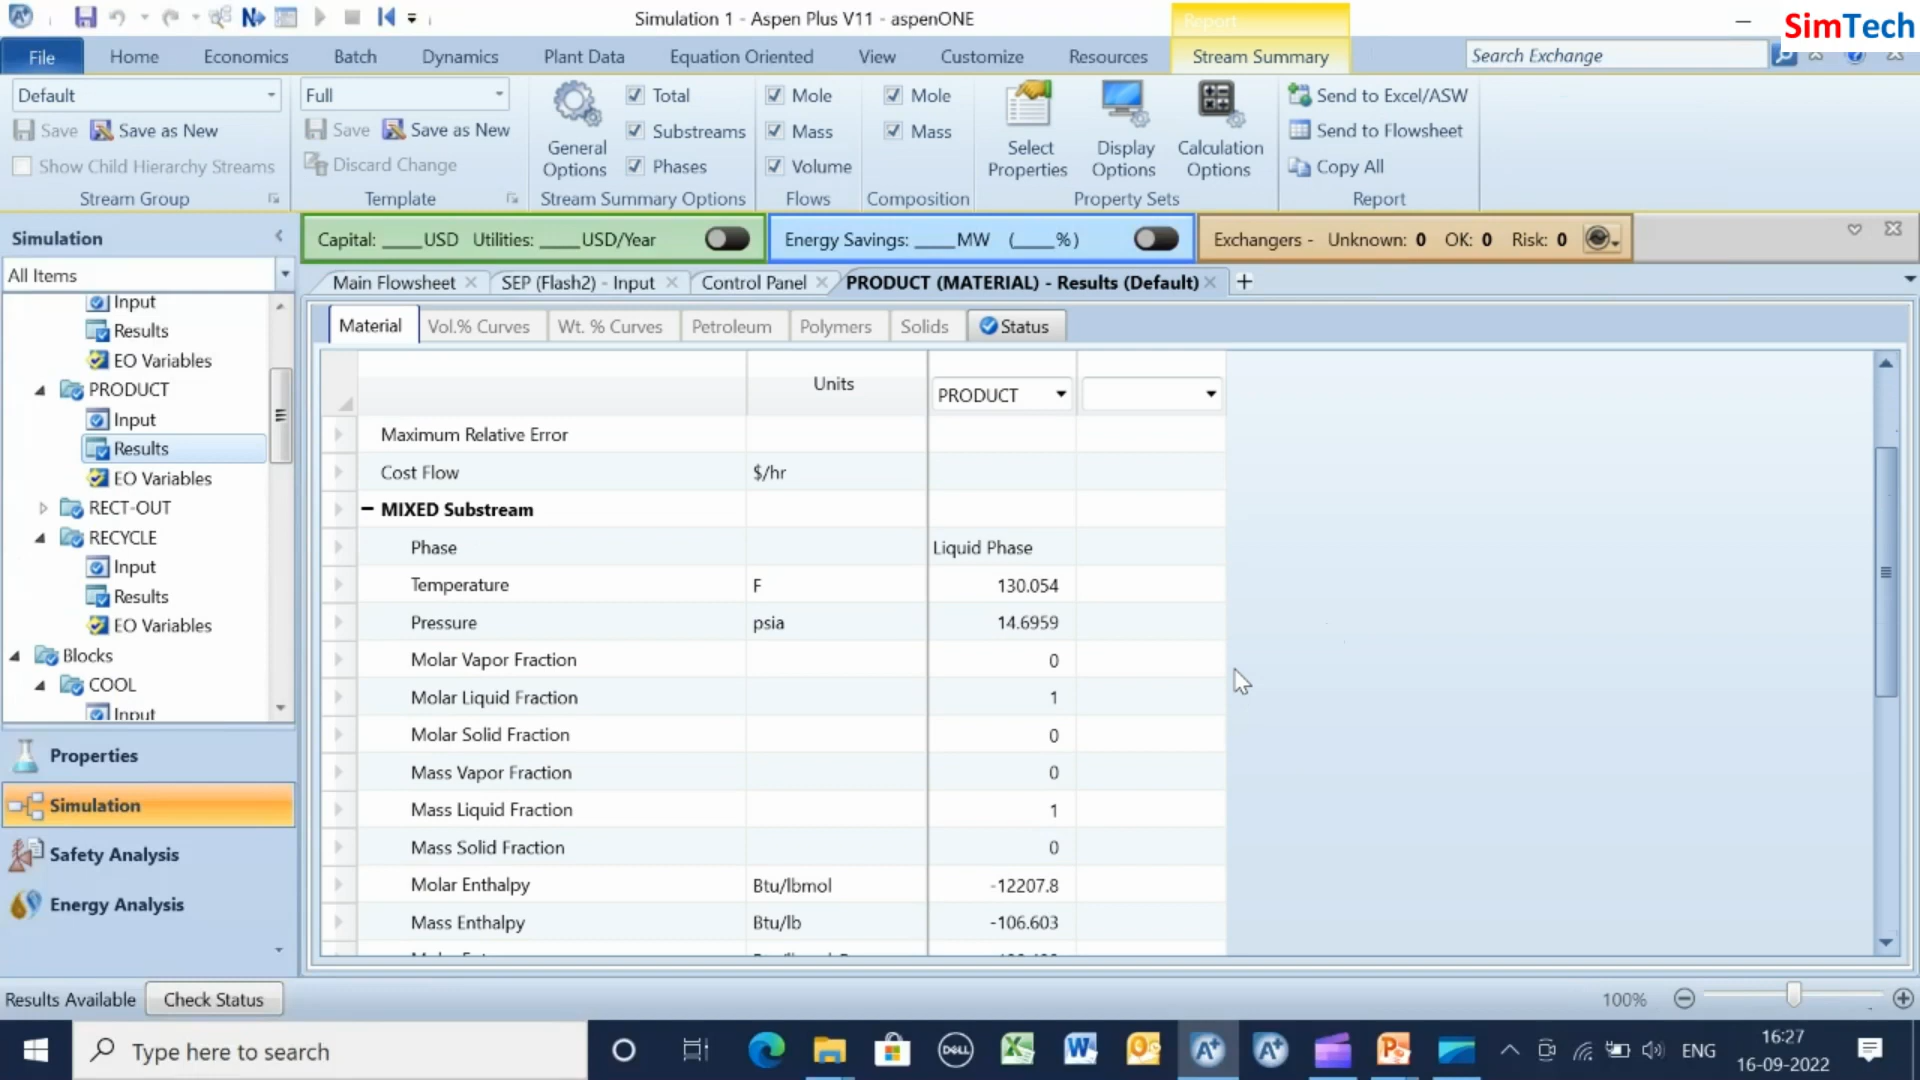 Simulation 1 - Aspen Plus V11 - aspenONE
Report
SimTech
File Home Economics Batch Dynamics Plant Data Equation Oriented View Customize Resources Stream Summary
Search Exchange
Default
Save Save as New
Show Child Hierarchy Streams
Stream Group
Full
Save Save as New
Discard Change
Template
General Options
Total
Substreams
Phases
Stream Summary Options
Mole
Mass
Volume
Flows
Mole
Mass
Composition
Select Properties
Display Options
Calculation Options
Property Sets
Send to Excel/ASW
Send to Flowsheet
Copy All
Report
Capital: ____USD Utilities: ____USD/Year
Energy Savings: ____MW (____%)
Exchangers - Unknown: 0 OK: 0 Risk: 0
Simulation
All Items
Input
Results
EO Variables
PRODUCT
Input
Results
EO Variables
RECT-OUT
RECYCLE
Input
Results
EO Variables
Blocks
COOL
Input
Properties
Simulation
Safety Analysis
Energy Analysis
Main Flowsheet SEP (Flash2) - Input Control Panel PRODUCT (MATERIAL) - Results (Default)
Material Vol.% Curves Wt. % Curves Petroleum Polymers Solids Status
Units PRODUCT
Maximum Relative Error
Cost Flow $/hr
MIXED Substream
Phase Liquid Phase
Temperature F 130.054
Pressure psia 14.6959
Molar Vapor Fraction 0
Molar Liquid Fraction 1
Molar Solid Fraction 0
Mass Vapor Fraction 0
Mass Liquid Fraction 1
Mass Solid Fraction 0
Molar Enthalpy Btu/lbmol -12207.8
Mass Enthalpy Btu/lb -106.603
Results Available Check Status
100%
Type here to search
DELL
ENG
16:27
16-09-2022